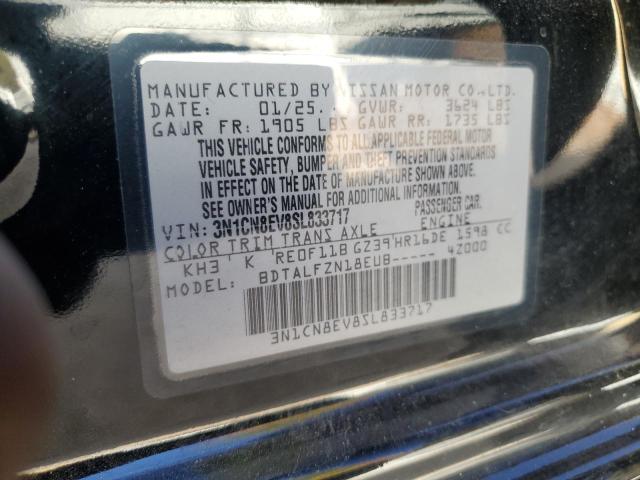 MANUFACTURED BY NISSAN MOTOR CO.,LTD.
DATE: 01/25. GVWR: 3624 LBS
GAWR FR: 1905 LBS GAWR RR: 1735 LBS
THIS VEHICLE CONFORMS TO ALL APPLICABLE FEDERAL MOTOR
VEHICLE SAFETY, BUMPER AND THEFT PREVENTION STANDARDS
IN EFFECT ON THE DATE OF MANUFACTURE SHOWN ABOVE.
SEE OWNER'S MANUAL FOR ADDITIONAL INFORMATION.
VIN: 3N1CN8EV8SL833717 PASSENGER CAR.
COLOR TRIM TRANS AXLE ENGINE
KH3 K RE0F11B GZ39 HR16DE 1598 CC
MODEL: BDTALFZN18EUB----- 4Z000
3N1CN8EV8SL833717